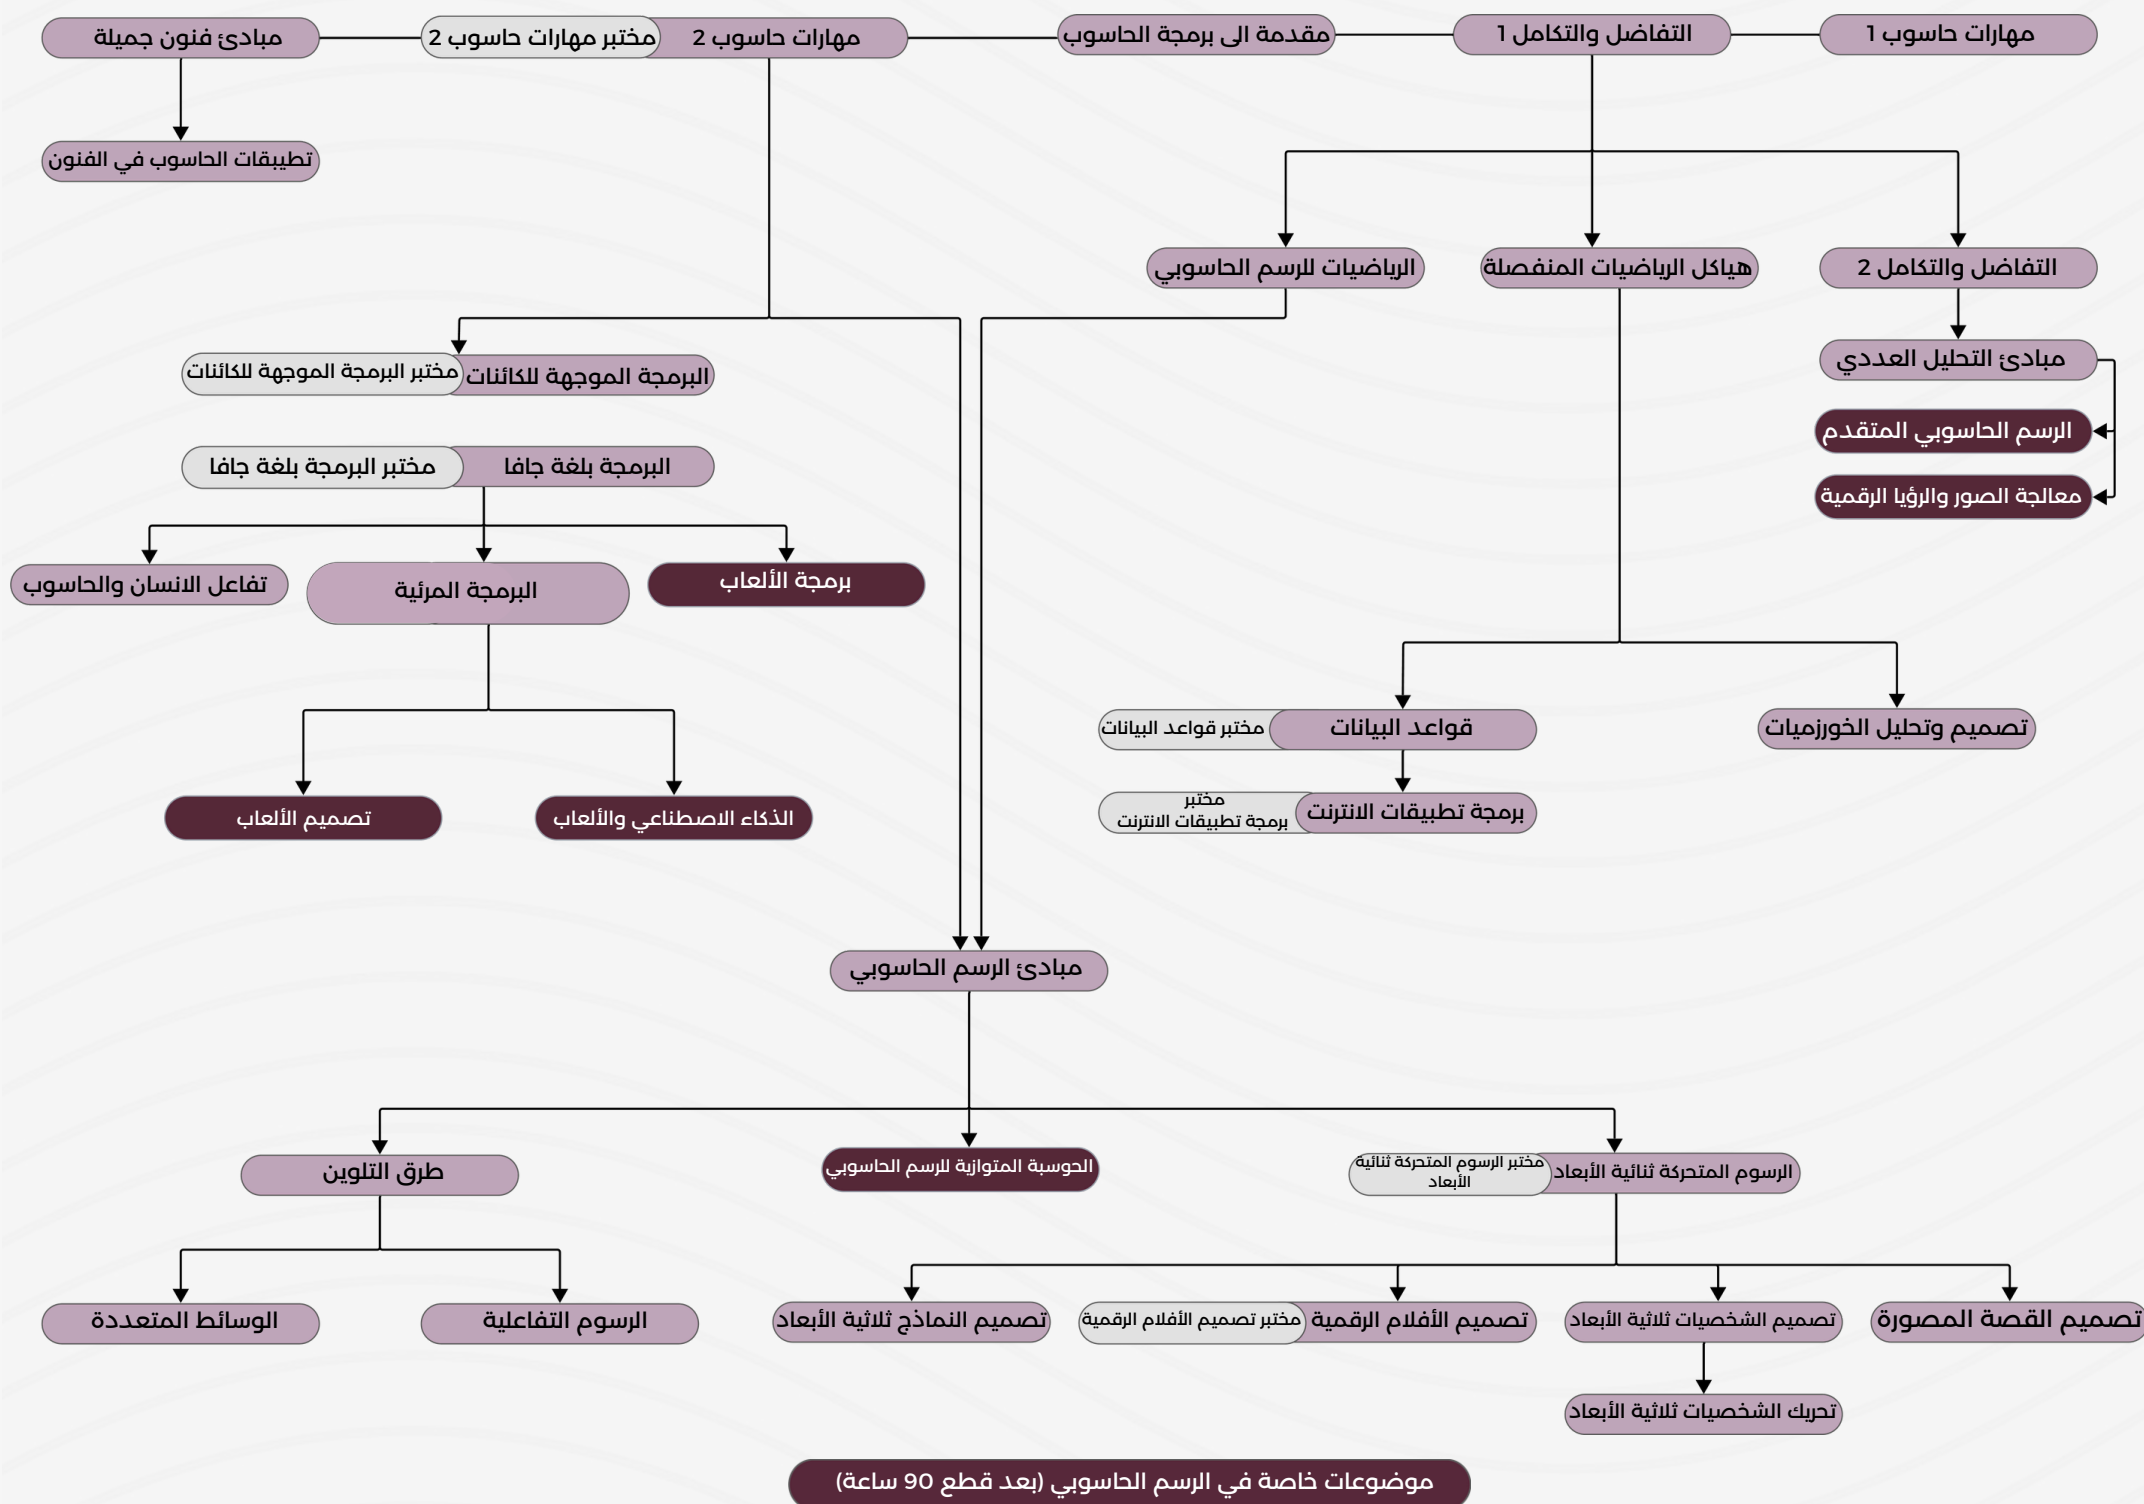 مهارات حاسوب 1
التفاضل والتكامل 1
مقدمة الى برمجة الحاسوب
مهارات حاسوب 2
مختبر مهارات حاسوب 2
مبادئ فنون جميلة
تطيبقات الحاسوب في الفنون
التفاضل والتكامل 2
هياكل الرياضيات المنفصلة
الرياضيات للرسم الحاسوبي
مبادئ التحليل العددي
البرمجة الموجهة للكائنات
مختبر البرمجة الموجهة للكائنات
الرسم الحاسوبي المتقدم
معالجة الصور والرؤيا الرقمية
البرمجة بلغة جافا
مختبر البرمجة بلغة جافا
برمجة الألعاب
البرمجة المرئية
تفاعل الانسان والحاسوب
تصميم وتحليل الخورزميات
قواعد البيانات
مختبر قواعد البيانات
برمجة تطبيقات الانترنت
مختبر
برمجة تطبيقات الانترنت
الذكاء الاصطناعي والألعاب
تصميم الألعاب
مبادئ الرسم الحاسوبي
الرسوم المتحركة ثنائية الأبعاد
مختبر الرسوم المتحركة ثنائية
الأبعاد
الحوسبة المتوازية للرسم الحاسوبي
طرق التلوين
تصميم القصة المصورة
تصميم الشخصيات ثلاثية الأبعاد
تصميم الأفلام الرقمية
مختبر تصميم الأفلام الرقمية
تصميم النماذج ثلاثية الأبعاد
الرسوم التفاعلية
الوسائط المتعددة
تحريك الشخصيات ثلاثية الأبعاد
موضوعات خاصة في الرسم الحاسوبي (بعد قطع 90 ساعة)